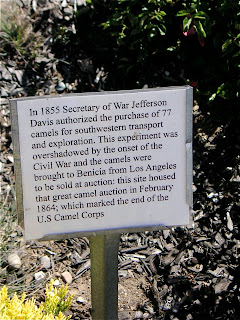 In 1855 Secretary of War Jefferson
Davis authorized the purchase of 77
camels for southwestern transport
and exploration. This experiment was
overshadowed by the onset of the
Civil War and the camels were
brought to Benicia from Los Angeles
to be sold at auction: this site housed
that great camel auction in February
1864; which marked the end of the
U.S Camel Corps